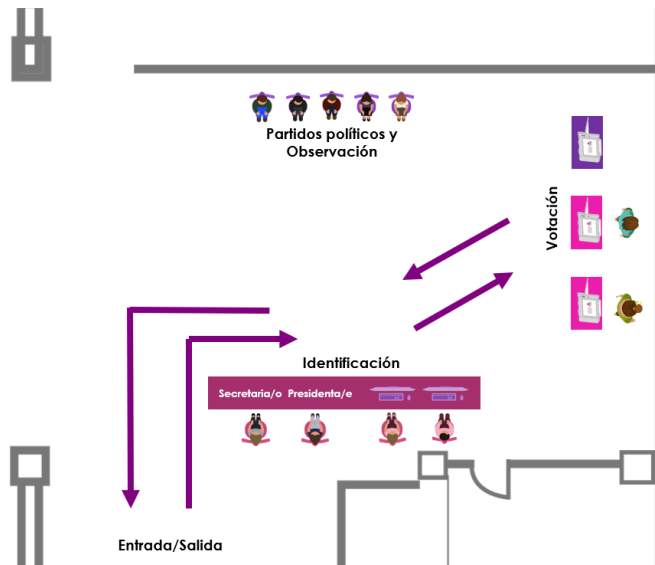 Partidos políticos y
Observación
Votación
Identificación
Secretaria/o Presidenta/e
Entrada/Salida